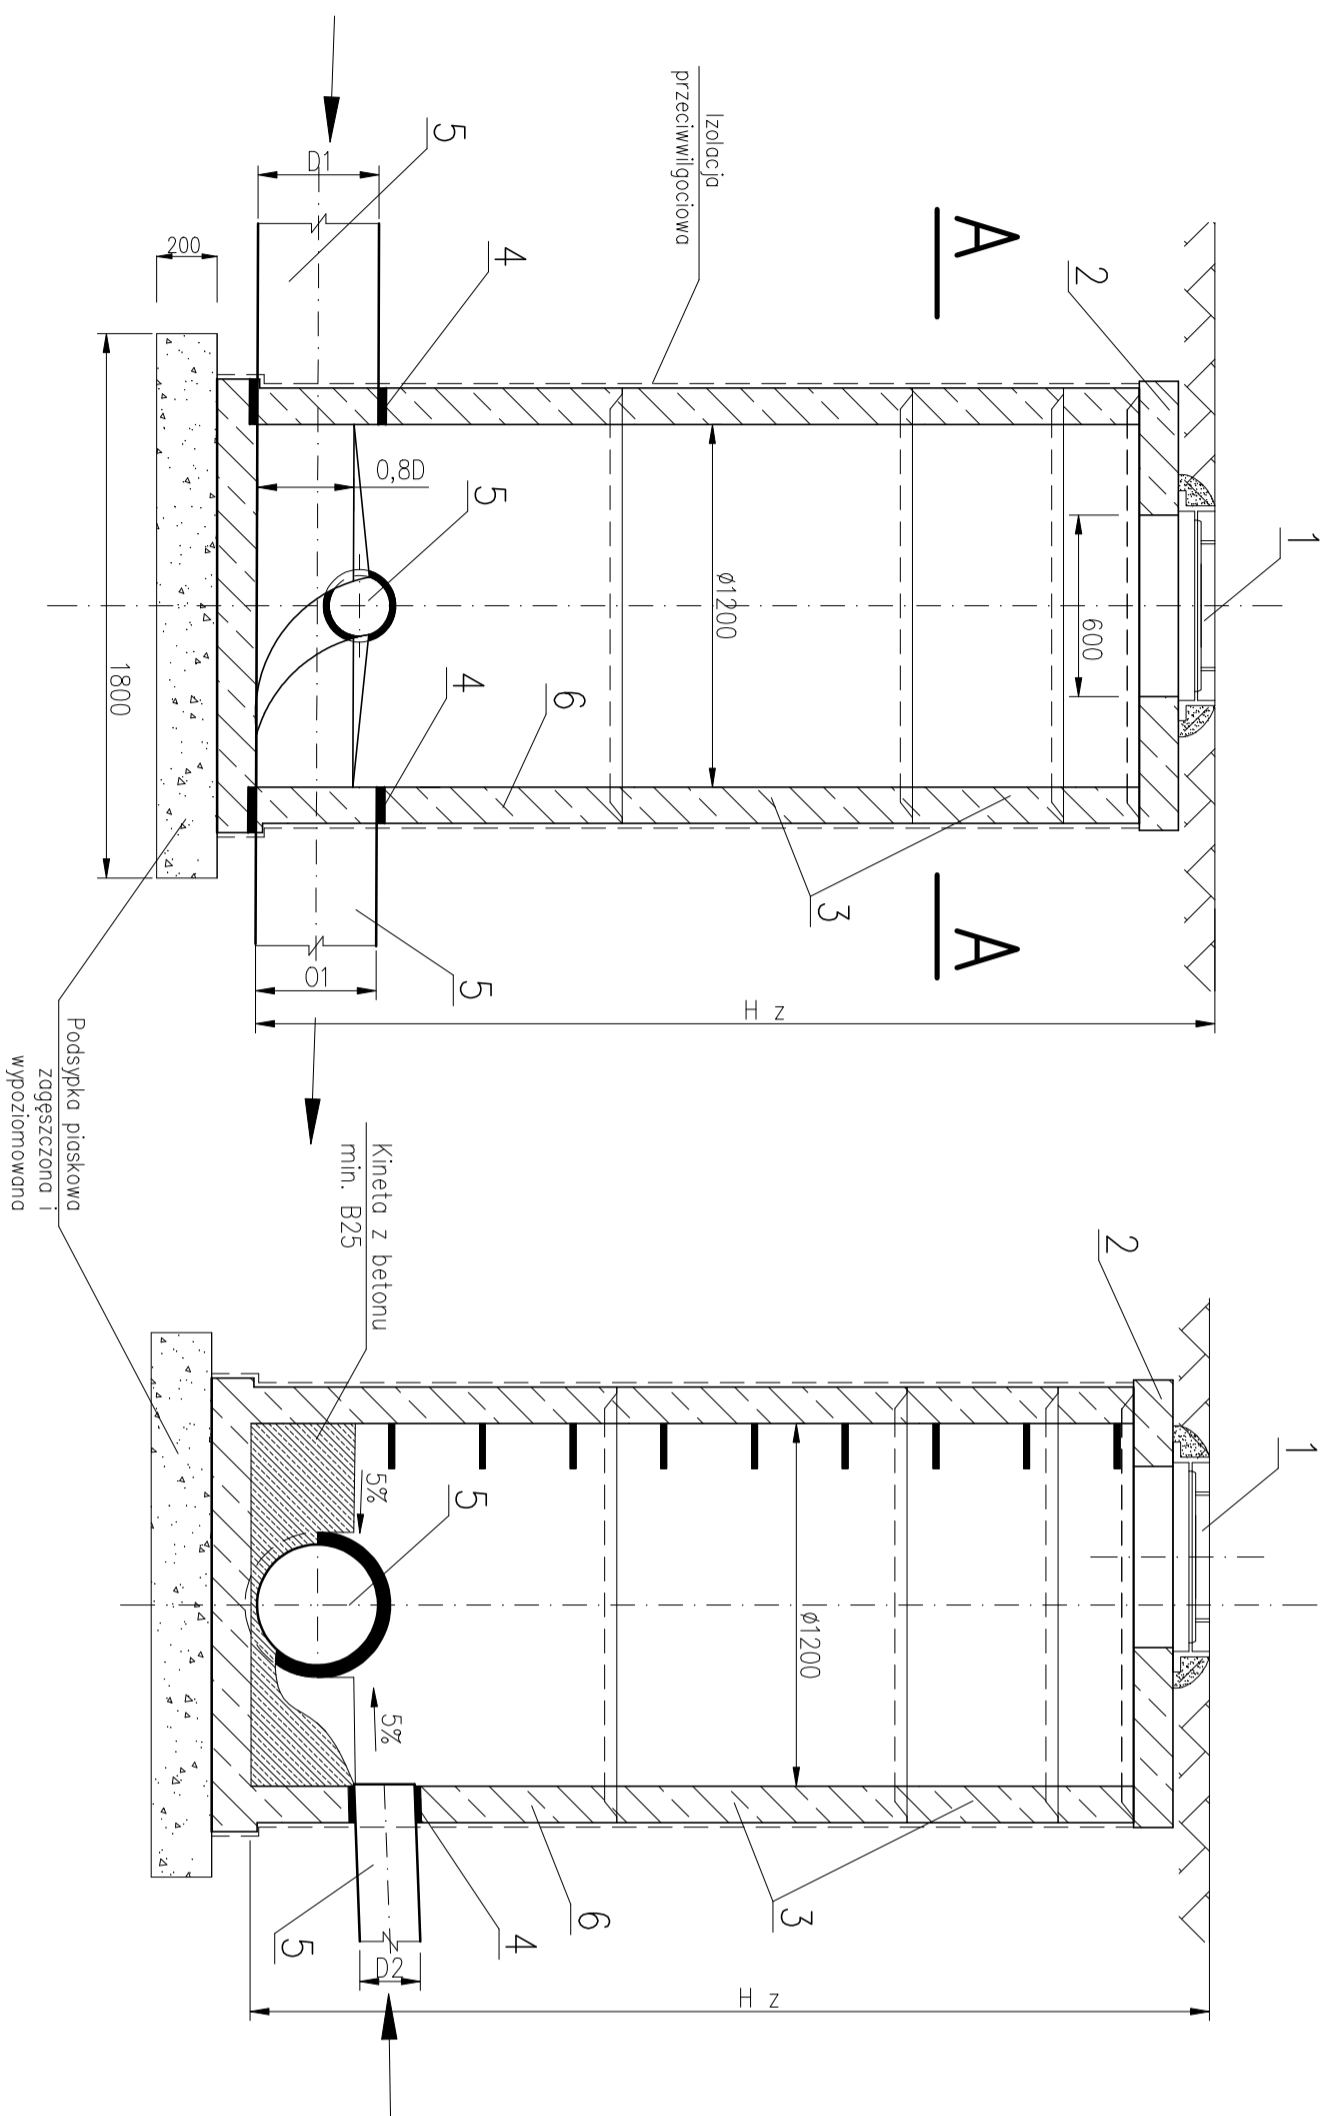 Izolacja
przeciwwilgociowa
A
A
1
2
3
4
4
5
5
5
6
D1
O1
0,8D
ø1200
600
200
1800
H z
Podsypka piaskowa
zagęszczona i
wypoziomowana
Kineta z betonu
min. B25
1
2
3
4
5
5
6
5%
5%
ø1200
D2
H z